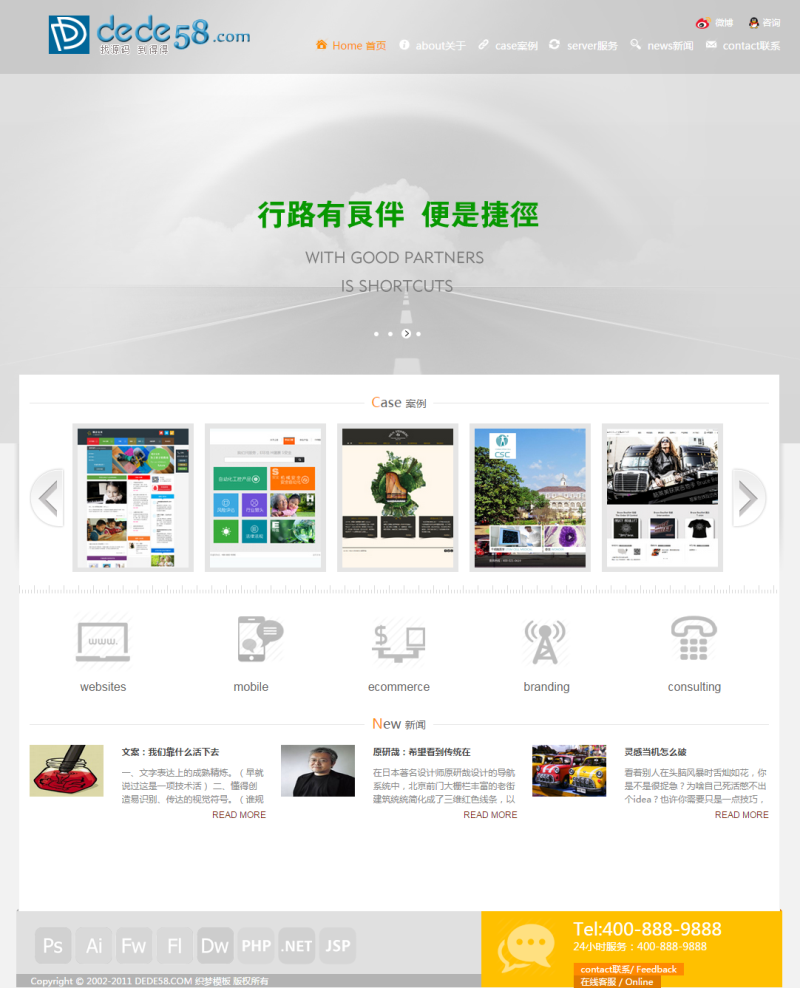 dede58.com
找源码 到得得
微博 咨询
Home 首页 about关于 case案例 server服务 news新闻 contact联系
行路有良伴 便是捷徑
WITH GOOD PARTNERS
IS SHORTCUTS
Case 案例
CSC
www.
$
websites mobile ecommerce branding consulting
New 新闻
文案：我们靠什么活下去
一、文字表达上的成熟精炼。（早就
说过这是一项技术活） 二、懂得创
造易识别、传达的视觉符号。（谁规
READ MORE
原研哉：希里看到传统在
在日本著名设计师原研哉设计的导航
系统中，北京前门大栅栏丰富的老街
建筑统统简化成了三维红色线条，以
READ MORE
灵感当机怎么破
看着别人在头脑风暴时舌灿如花，你
是不是很捉急？为啥自己死活憋不出
个idea？也许你需要只是一点技巧，
READ MORE
Ps Ai Fw Fl Dw PHP .NET JSP
Tel:400-888-9888
24小时服务：400-888-9888
contact联系/ Feedback
在线客服 / Online
Copyright © 2002-2011 DEDE58.COM 织梦模板 版权所有